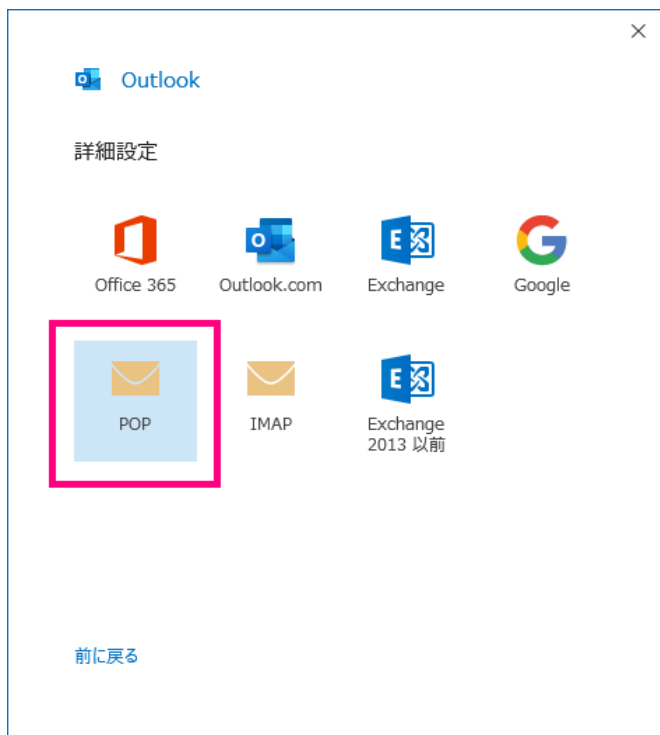 Outlook
詳細設定
Office 365
Outlook.com
Exchange
Google
POP
IMAP
Exchange
2013 以前
前に戻る